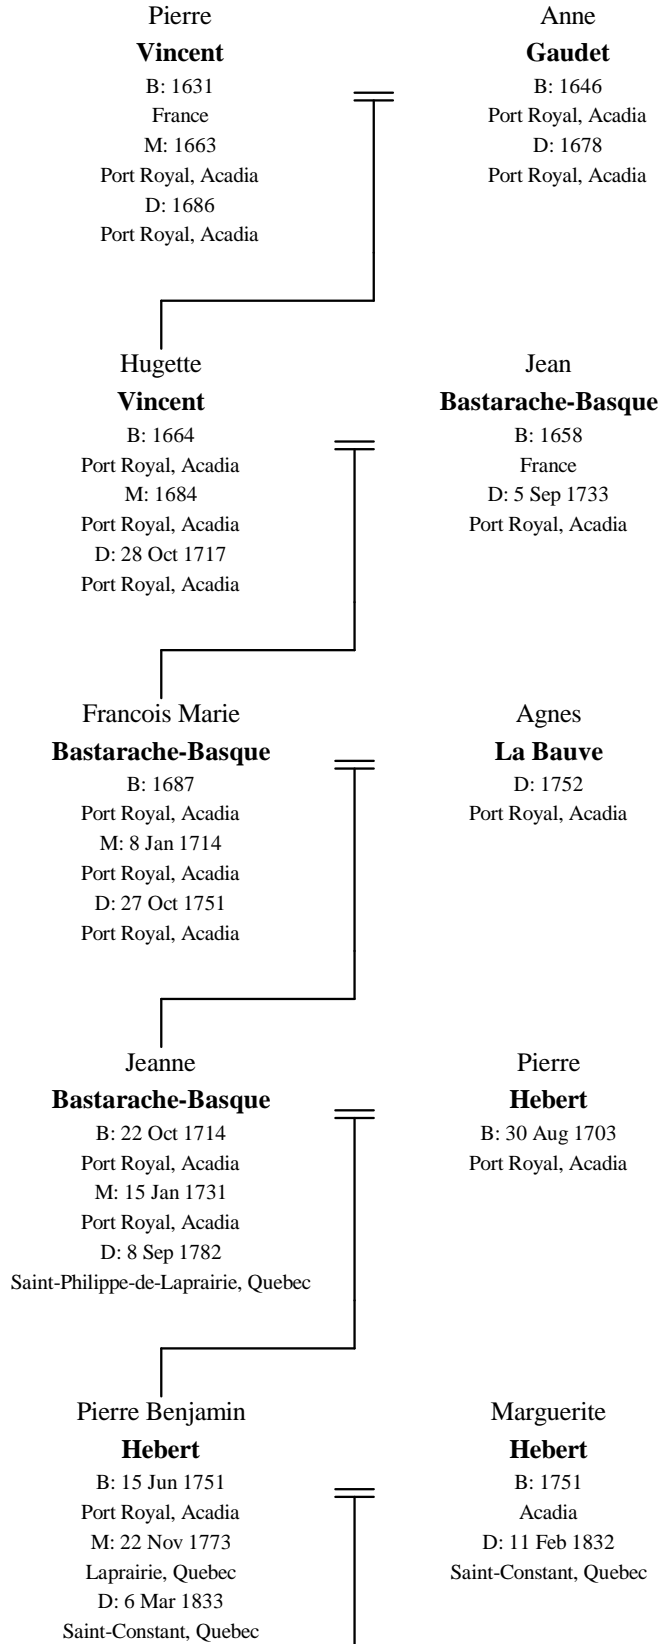 Pierre
Vincent
B: 1631
France
M: 1663
Port Royal, Acadia
D: 1686
Port Royal, Acadia
Anne
Gaudet
B: 1646
Port Royal, Acadia
D: 1678
Port Royal, Acadia
Hugette
Vincent
B: 1664
Port Royal, Acadia
M: 1684
Port Royal, Acadia
D: 28 Oct 1717
Port Royal, Acadia
Jean
Bastarache-Basque
B: 1658
France
D: 5 Sep 1733
Port Royal, Acadia
Francois Marie
Bastarache-Basque
B: 1687
Port Royal, Acadia
M: 8 Jan 1714
Port Royal, Acadia
D: 27 Oct 1751
Port Royal, Acadia
Agnes
La Bauve
D: 1752
Port Royal, Acadia
Jeanne
Bastarache-Basque
B: 22 Oct 1714
Port Royal, Acadia
M: 15 Jan 1731
Port Royal, Acadia
D: 8 Sep 1782
Saint-Philippe-de-Laprairie, Quebec
Pierre
Hebert
B: 30 Aug 1703
Port Royal, Acadia
Pierre Benjamin
Hebert
B: 15 Jun 1751
Port Royal, Acadia
M: 22 Nov 1773
Laprairie, Quebec
D: 6 Mar 1833
Saint-Constant, Quebec
Marguerite
Hebert
B: 1751
Acadia
D: 11 Feb 1832
Saint-Constant, Quebec